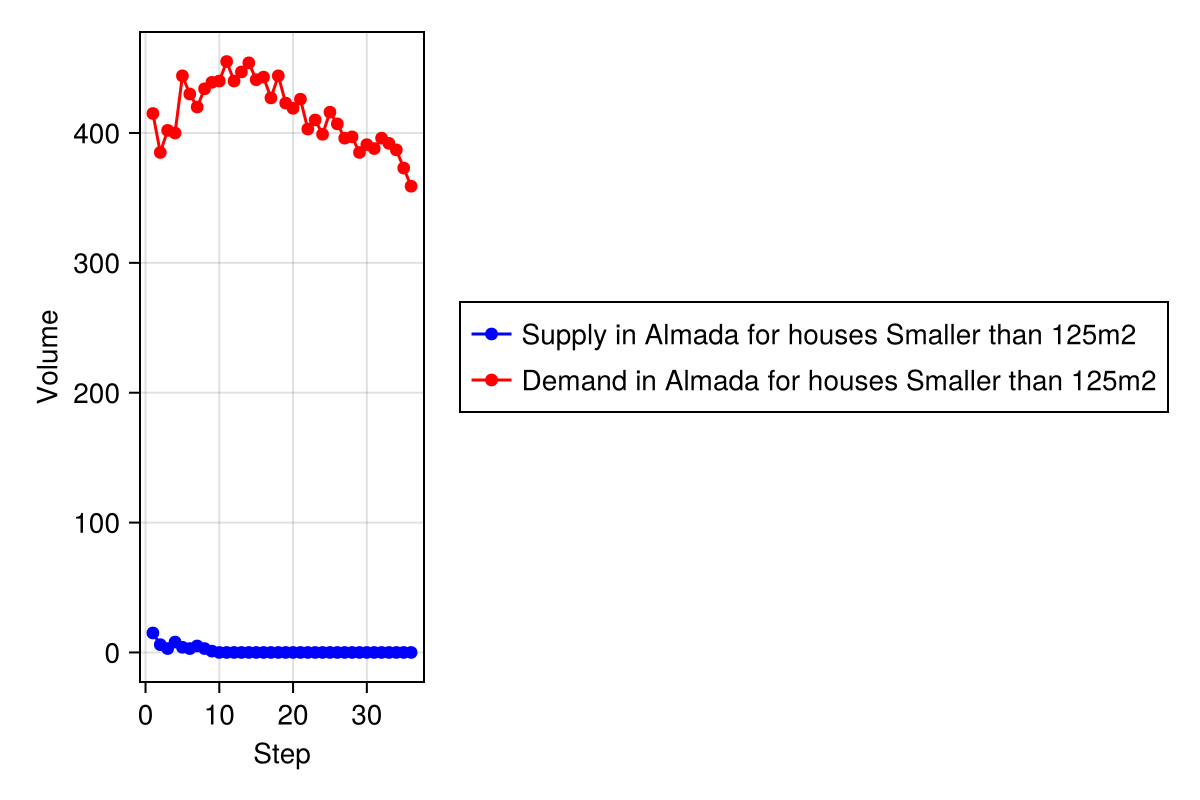 Volume
400
300
200
100
0
0 10 20 30
Step
Supply in Almada for houses Smaller than 125m2
Demand in Almada for houses Smaller than 125m2